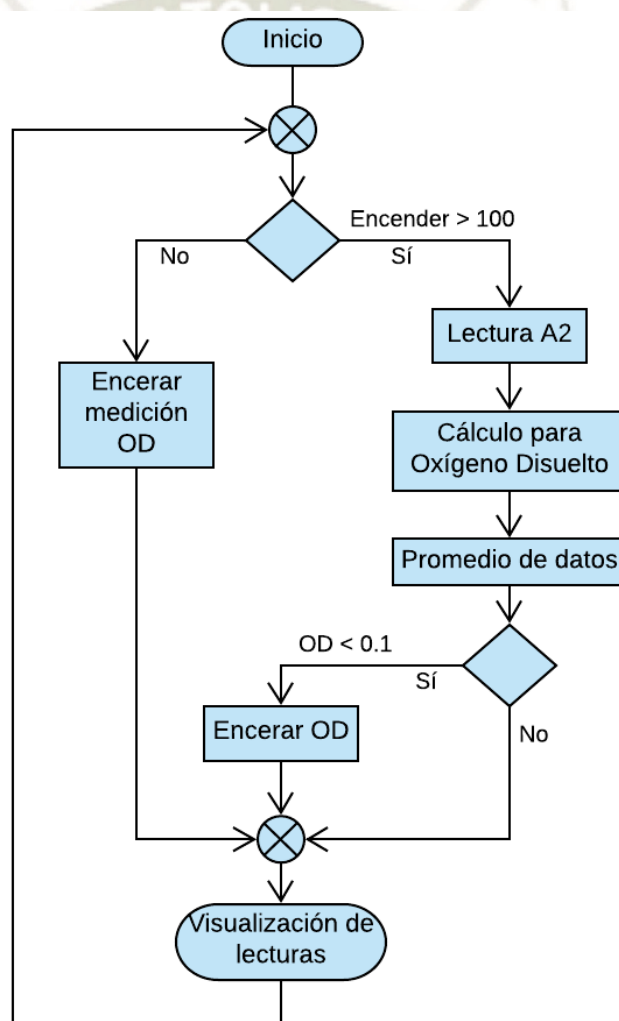 Inicio
Encender > 100
No
Sí
Lectura A2
Encerar
medición
OD
Cálculo para
Oxígeno Disuelto
Promedio de datos
OD < 0.1
Sí
Encerar OD
No
Visualización de
lecturas